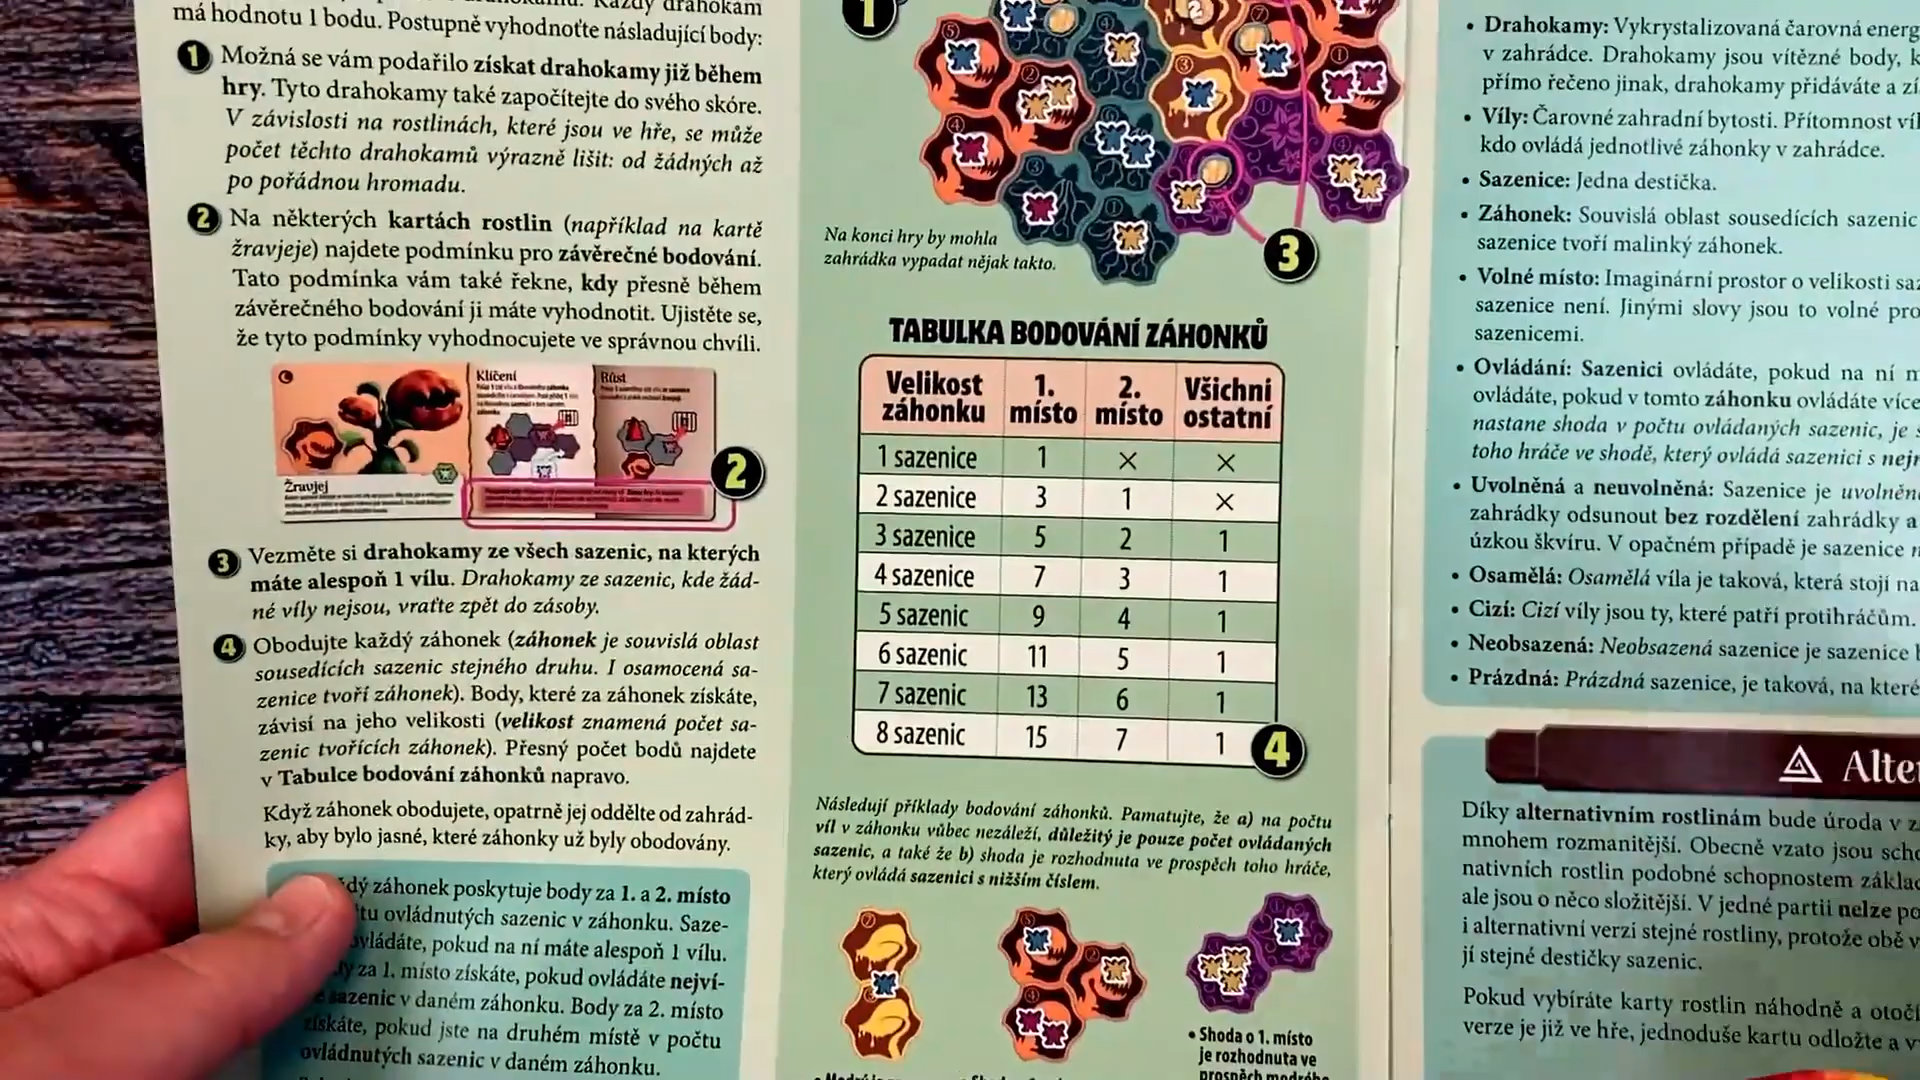 má hodnotu 1 bodu. Postupně vyhodnoťte následující body:
1 Možná se vám podařilo získat drahokamy již během
hry. Tyto drahokamy také započítejte do svého skóre.
V závislosti na rostlinách, které jsou ve hře, se může
počet těchto drahokamů výrazně lišit: od žádných až
po pořádnou hromadu.
2 Na některých kartách rostlin (například na kartě
žravjeje) najdete podmínku pro závěrečné bodování.
Tato podmínka vám také řekne, kdy přesně během
závěrečného bodování ji máte vyhodnotit. Ujistěte se,
že tyto podmínky vyhodnocujete ve správnou chvíli.
Klíčení
Růst
Žravjej
2
3 Vezměte si drahokamy ze všech sazenic, na kterých
máte alespoň 1 vílu. Drahokamy ze sazenic, kde žád-
né víly nejsou, vraťte zpět do zásoby.
4 Obodujte každý záhonek (záhonek je souvislá oblast
sousedících sazenic stejného druhu. I osamocená sa-
zenice tvoří záhonek). Body, které za záhonek získáte,
závisí na jeho velikosti (velikost znamená počet sa-
zenic tvořících záhonek). Přesný počet bodů najdete
v Tabulce bodování záhonků napravo.
Když záhonek obodujete, opatrně jej oddělte od zahrád-
ky, aby bylo jasné, které záhonky už byly obodovány.
záhonek poskytuje body za 1. a 2. místo
ovládnutých sazenic v záhonku. Saze-
ovládáte, pokud na ní máte alespoň 1 vílu.
za 1. místo získáte, pokud ovládáte nejví-
sazenic v daném záhonku. Body za 2. místo
získáte, pokud jste na druhém místě v počtu
ovládnutých sazenic v daném záhonku.
1
3
Na konci hry by mohla
zahrádka vypadat nějak takto.
TABULKA BODOVÁNÍ ZÁHONKŮ
Velikost záhonku 1. místo 2. místo Všichni ostatní
1 sazenice 1 × ×
2 sazenice 3 1 ×
3 sazenice 5 2 1
4 sazenice 7 3 1
5 sazenic 9 4 1
6 sazenic 11 5 1
7 sazenic 13 6 1
8 sazenic 15 7 1
4
Následují příklady bodování záhonků. Pamatujte, že a) na počtu
víl v záhonku vůbec nezáleží, důležitý je pouze počet ovládaných
sazenic, a také že b) shoda je rozhodnuta ve prospěch toho hráče,
který ovládá sazenici s nižším číslem.
• Shoda o 1. místo
je rozhodnuta ve
prospěch modrého
• Drahokamy: Vykrystalizovaná čarovná
v zahrádce. Drahokamy jsou vítězné body,
přímo řečeno jinak, drahokamy přidáváte a
• Víly: Čarovné zahradní bytosti. Přítomnost
kdo ovládá jednotlivé záhonky v zahrádce.
• Sazenice: Jedna destička.
• Záhonek: Souvislá oblast sousedících sazenic
sazenice tvoří malinký záhonek.
• Volné místo: Imaginární prostor o velikosti
sazenice není. Jinými slovy jsou to volné
sazenicemi.
• Ovládání: Sazenici ovládáte, pokud na ní
ovládáte, pokud v tomto záhonku ovládáte více
nastane shoda v počtu ovládaných sazenic, je
toho hráče ve shodě, který ovládá sazenici s
• Uvolněná a neuvolněná: Sazenice je
zahrádky odsunout bez rozdělení zahrádky a
úzkou škvíru. V opačném případě je sazenice
• Osamělá: Osamělá víla je taková, která stojí na
• Cizí: Cizí víly jsou ty, které patří protihráčům.
• Neobsazená: Neobsazená sazenice je sazenice
• Prázdná: Prázdná sazenice, je taková, na které
Díky alternativním rostlinám bude úroda v
mnohem rozmanitější. Obecně vzato jsou
nativních rostlin podobné schopnostem
ale jsou o něco složitější. V jedné partii nelze
i alternativní verzi stejné rostliny, protože obě
jí stejné destičky sazenic.
Pokud vybíráte karty rostlin náhodně a
verze je již ve hře, jednoduše kartu odložte a